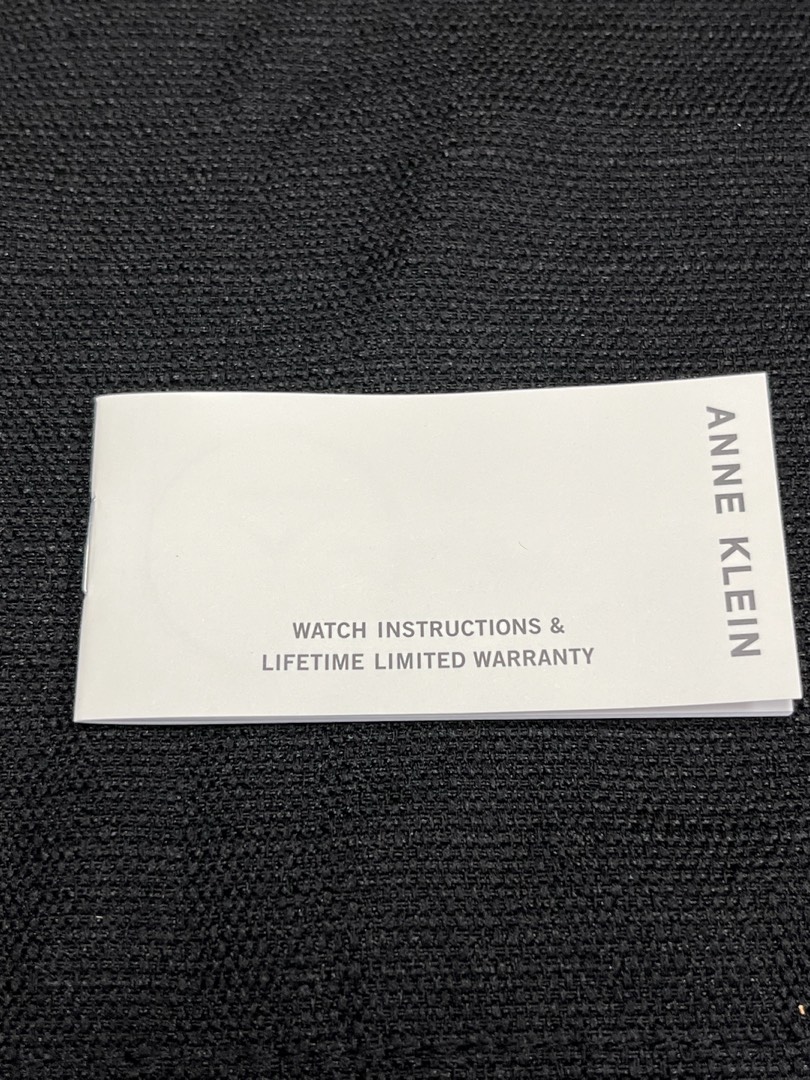 ANNE KLEIN
WATCH INSTRUCTIONS &
LIFETIME LIMITED WARRANTY